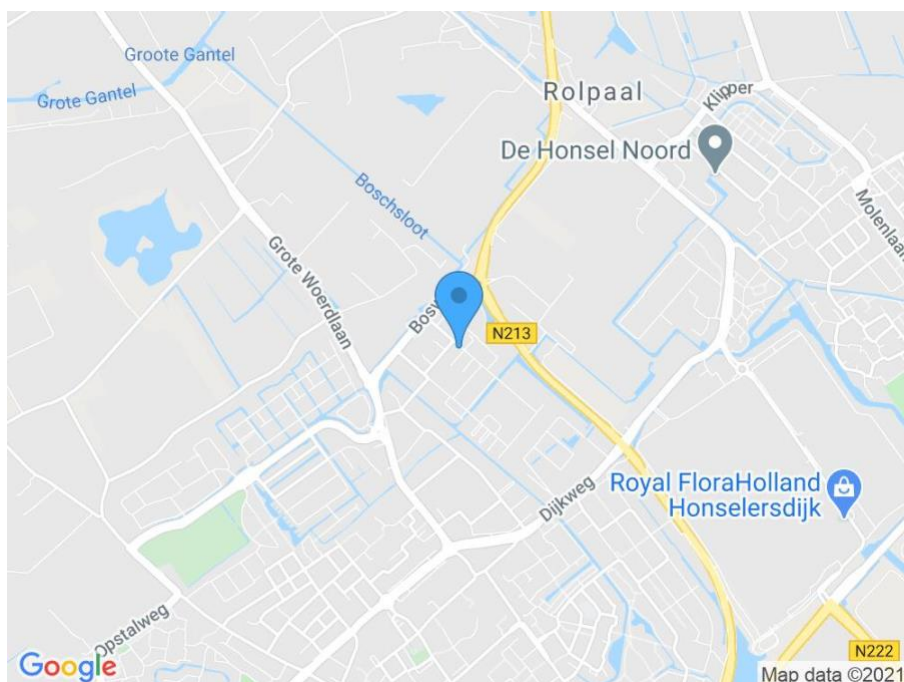 Groote Gantel
Grote Gantel
Rolpaal
Klipper
De Honsel Noord
Boschsloot
Molenlaan
Grote Woerdlaan
N213
Royal FloraHolland
Honselersdijk
Dijkweg
Opstalweg
N222
Google
Map data ©2021